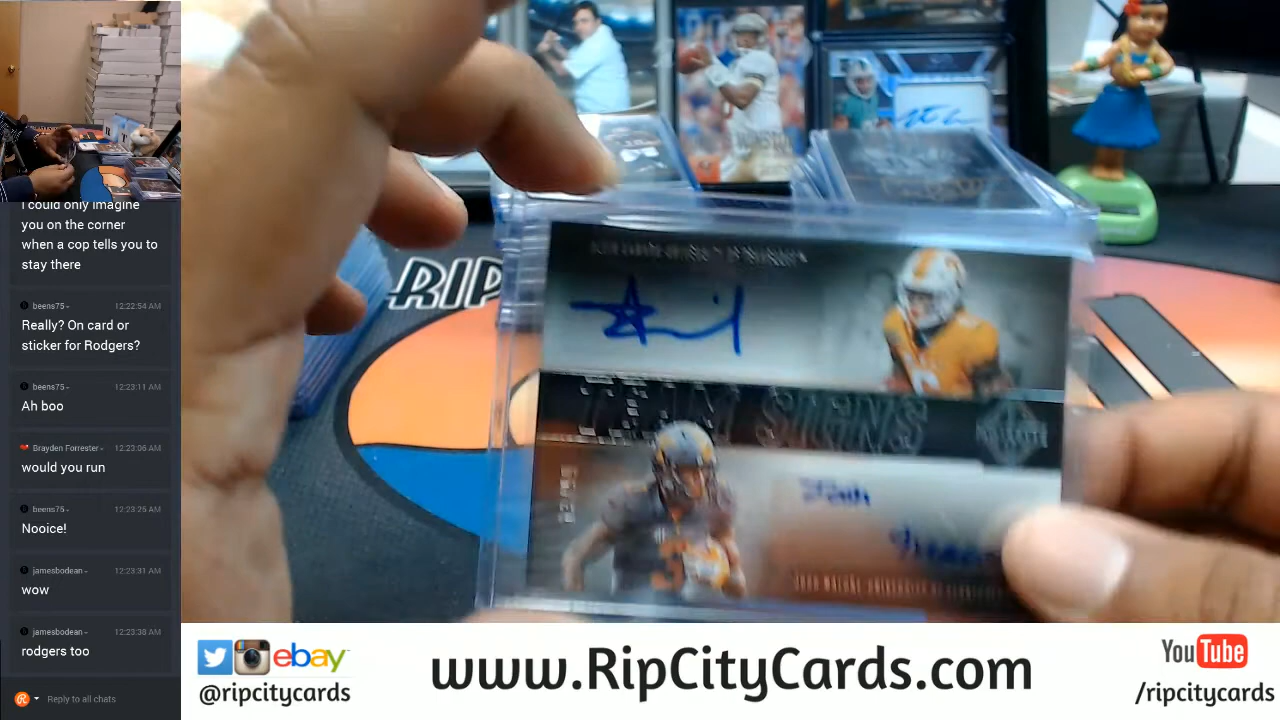 I could only imagine
you on the corner
when a cop tells you to
stay there
beens75 12:22:54 AM
Really? On card or
sticker for Rodgers?
beens75 12:23:11 AM
Ah boo
Brayden Forrester 12:23:06 AM
would you run
beens75 12:23:25 AM
Nooice!
jamesbodean 12:23:31 AM
wow
jamesbodean 12:23:38 AM
rodgers too
Reply to all chats
RIP
TEAM SIGNS
Josh
ebay
@ripcitycards
www.RipCityCards.com
YouTube
/ripcitycards